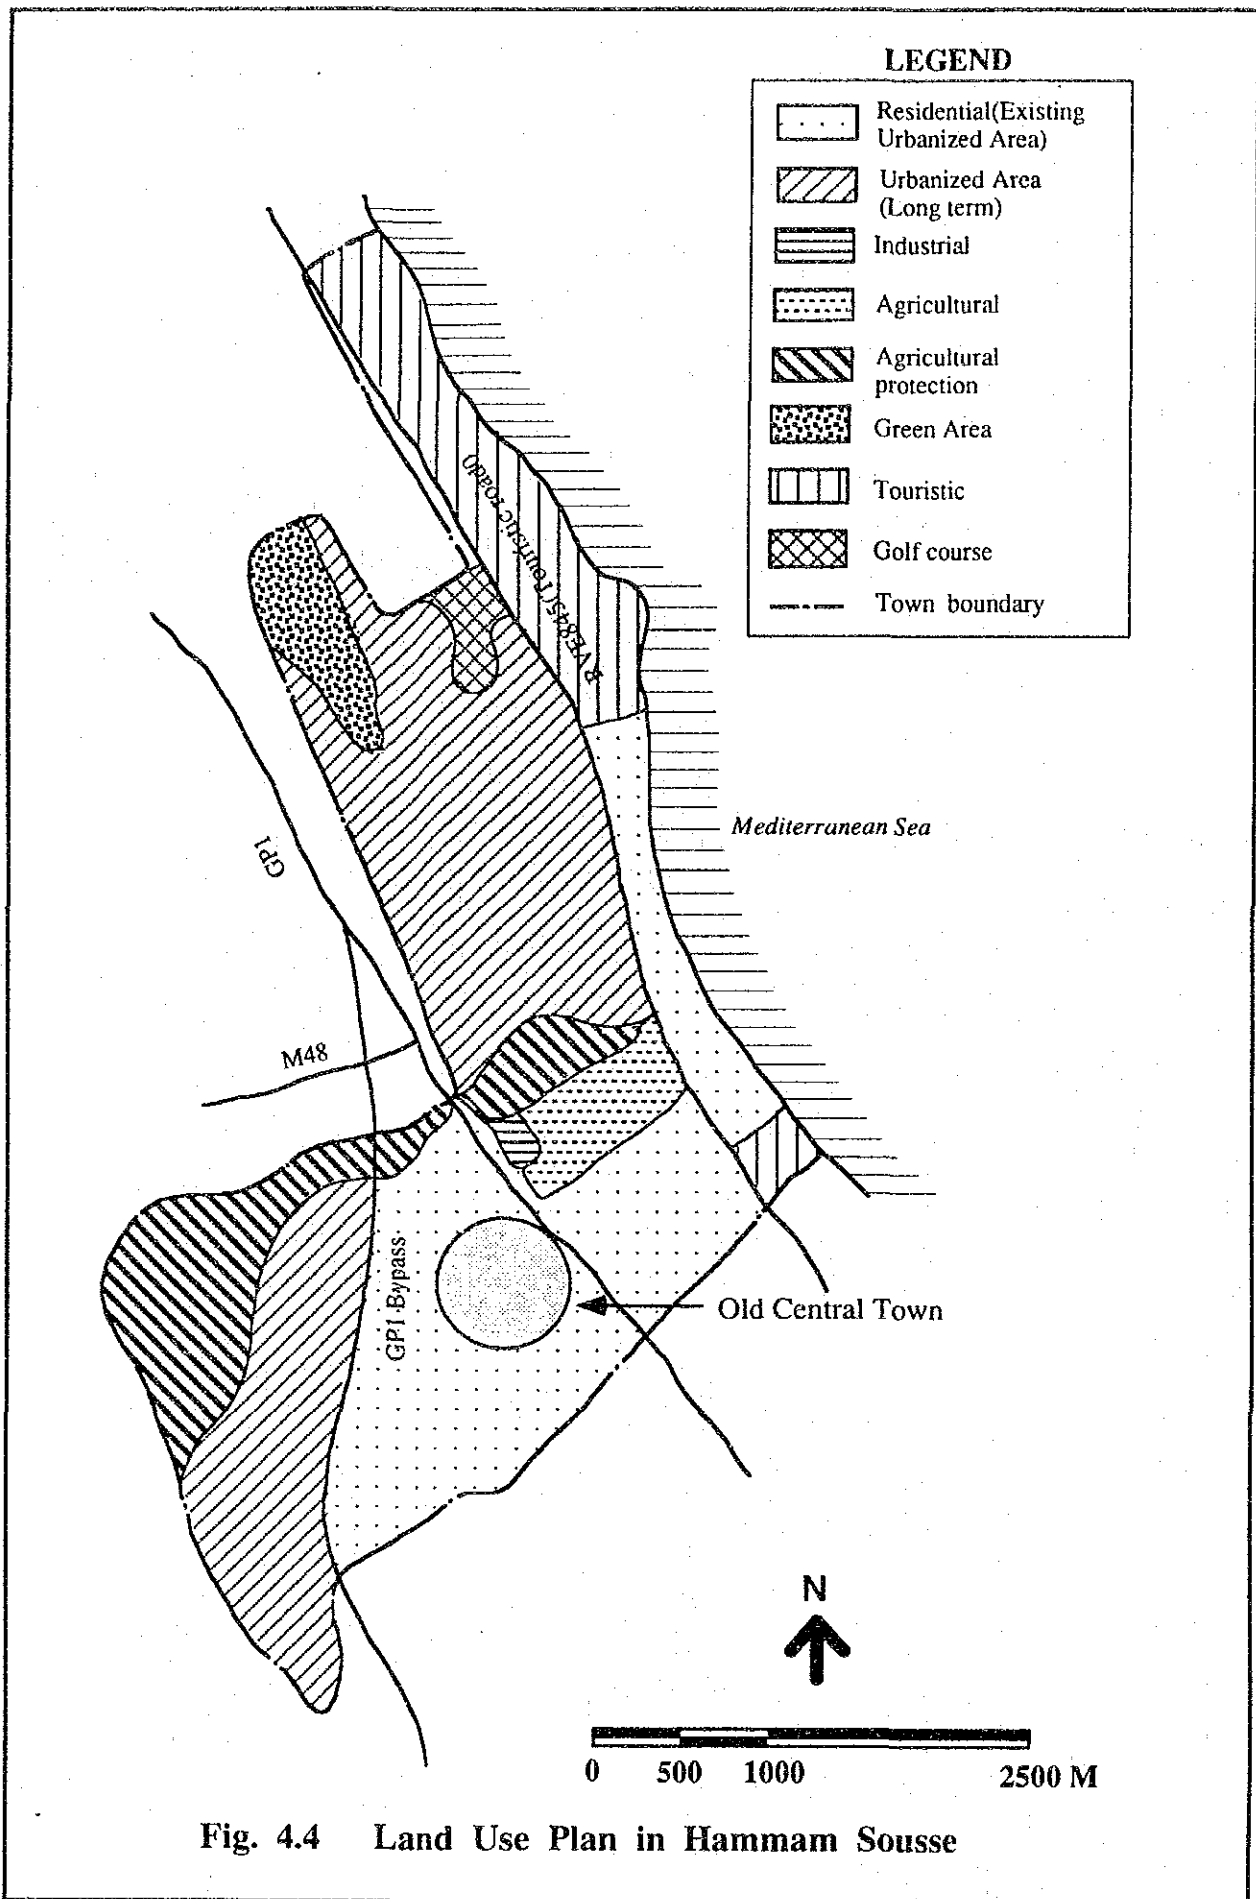 LEGEND
Residential(Existing
Urbanized Area)
Urbanized Area
(Long term)
Industrial
Agricultural
Agricultural
protection
Green Area
Touristic
Golf course
Town boundary
RVE845(Touristic road0)
Mediterranean Sea
GP1
M48
GP1 Bypass
Old Central Town
N
0 500 1000 2500 M
Fig. 4.4 Land Use Plan in Hammam Sousse